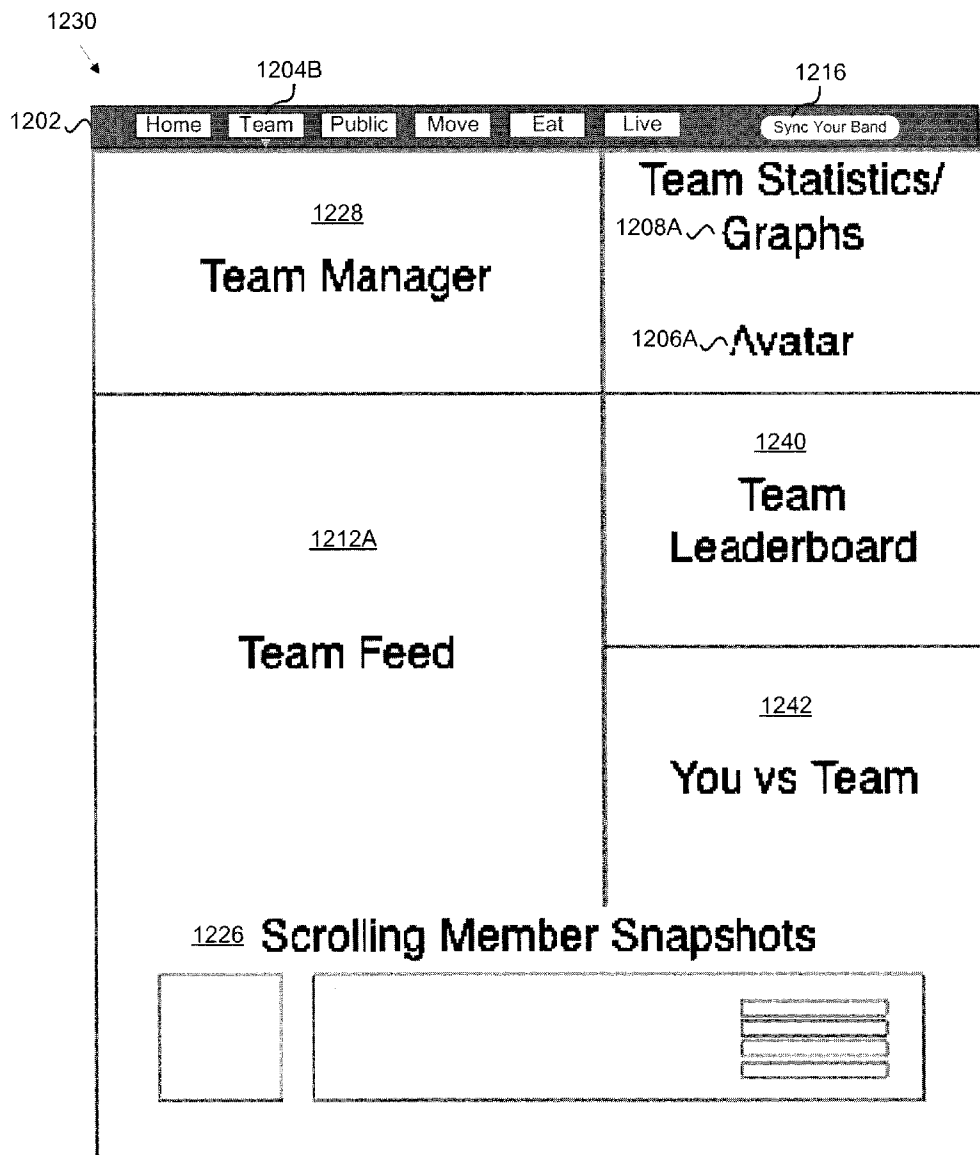 1230
1204B
1216
1202
Home Team Public Move Eat Live Sync Your Band
1228
Team Manager
Team Statistics/
1208A Graphs
1206A Avatar
1240
Team
Leaderboard
1212A
Team Feed
1242
You vs Team
1226 Scrolling Member Snapshots